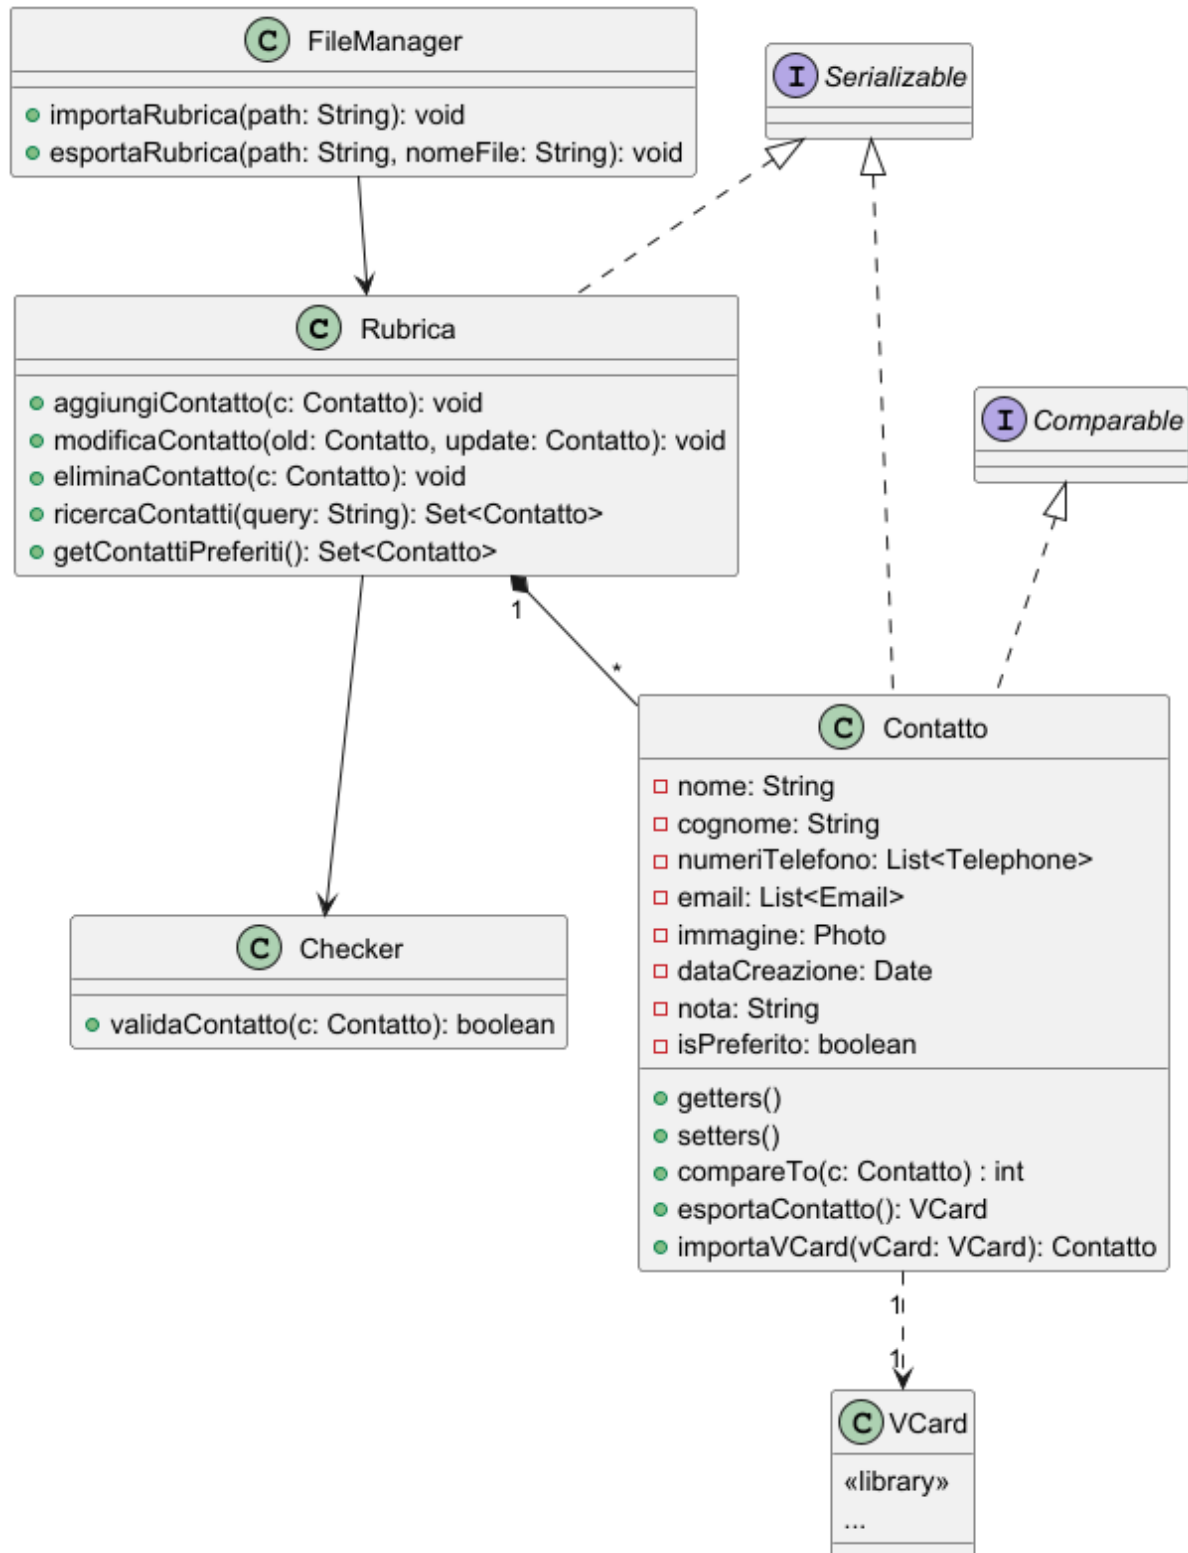 C FileManager
importaRubrica(path: String): void
esportaRubrica(path: String, nomeFile: String): void
I Serializable
C Rubrica
aggiungiContatto(c: Contatto): void
modificaContatto(old: Contatto, update: Contatto): void
eliminaContatto(c: Contatto): void
ricercaContatti(query: String): Set<Contatto>
getContattiPreferiti(): Set<Contatto>
I Comparable
1
*
C Contatto
nome: String
cognome: String
numeriTelefono: List<Telephone>
email: List<Email>
immagine: Photo
dataCreazione: Date
nota: String
isPreferito: boolean
getters()
setters()
compareTo(c: Contatto) : int
esportaContatto(): VCard
importaVCard(vCard: VCard): Contatto
C Checker
validaContatto(c: Contatto): boolean
1
1
C VCard
«library»
...